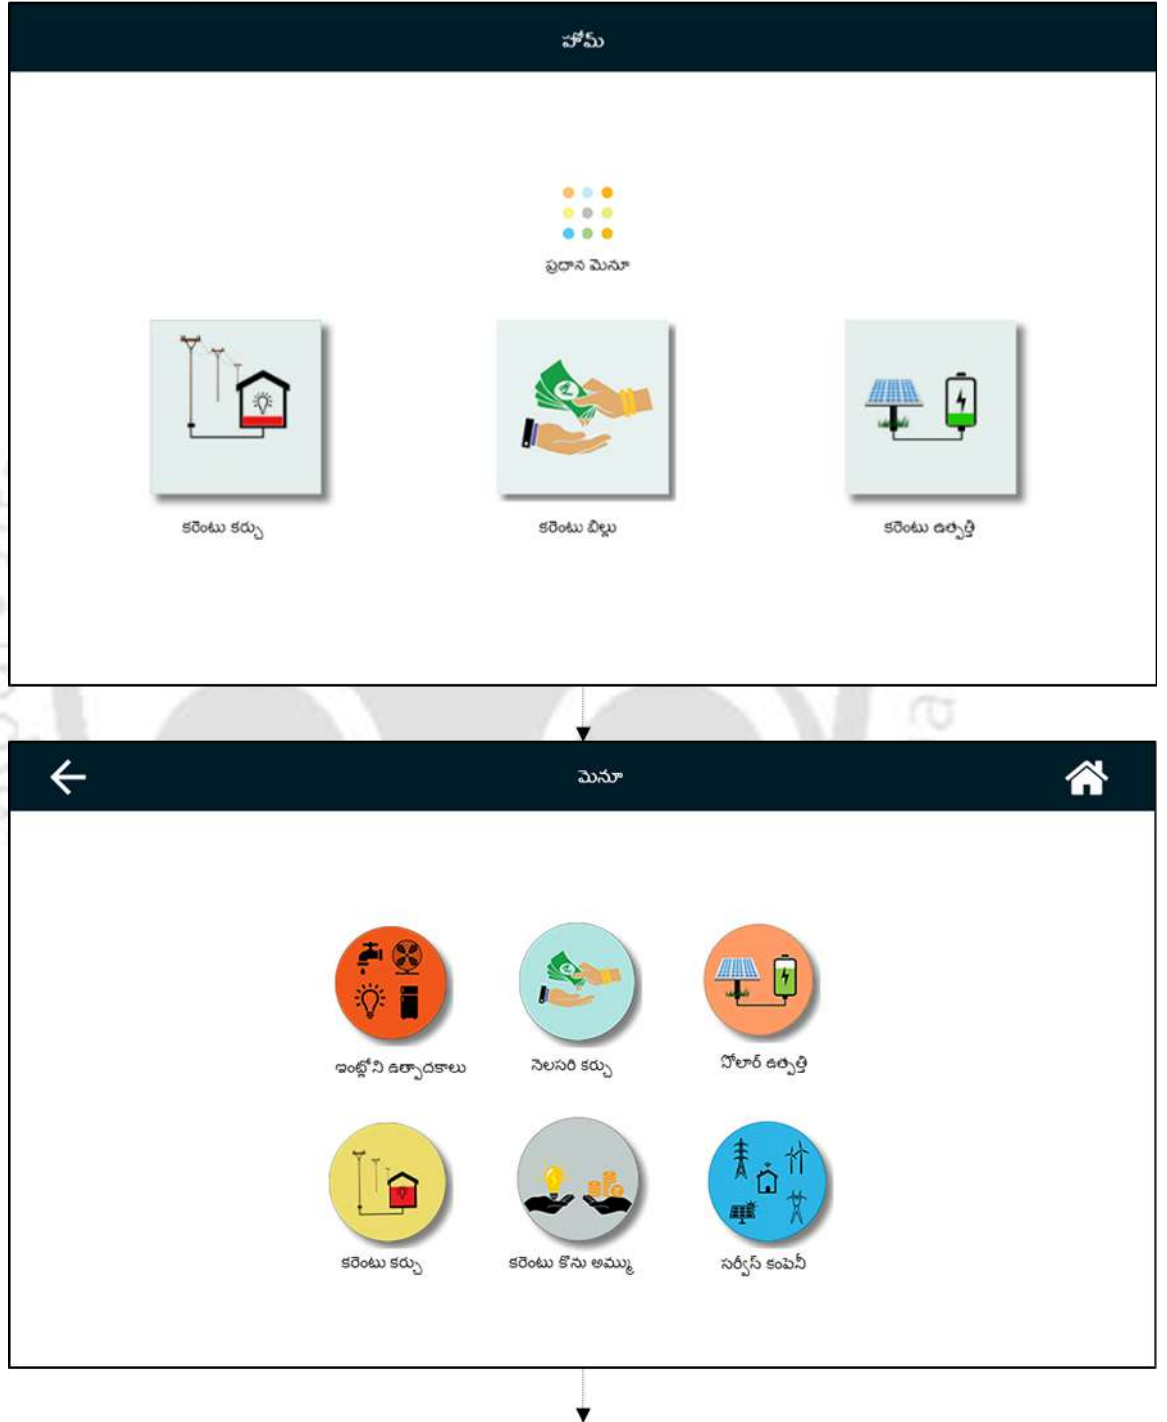 హోమ్
ప్రధాన మెనూ
కరెంటు కర్చు
కరెంటు బిల్లు
కరెంటు ఉత్పత్తి
మెనూ
ఇంట్లోని ఉత్పాదకాలు
నెలసరి కర్చు
సోలార్ ఉత్పత్తి
కరెంటు కర్చు
కరెంటు కొను అమ్ము
సర్వీస్ కంపెనీ